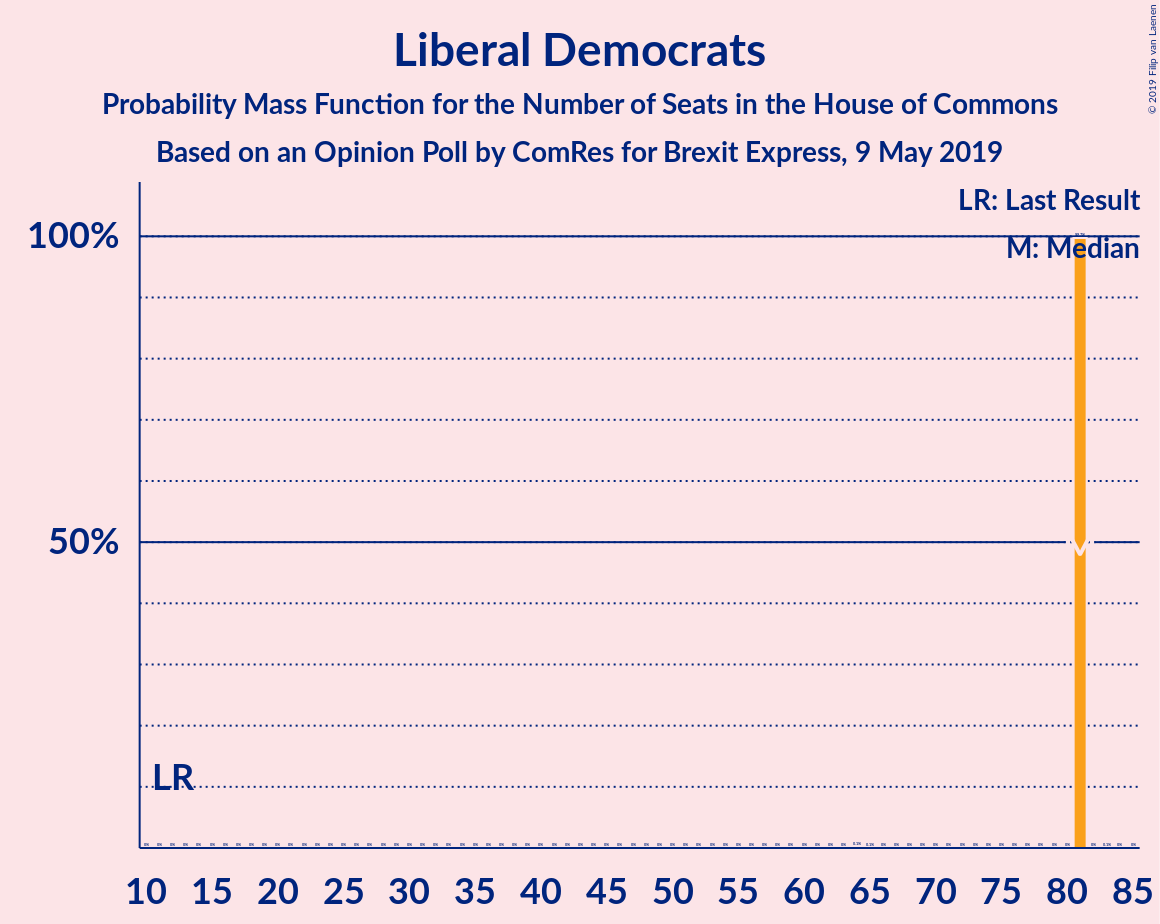 Liberal Democrats
Probability Mass Function for the Number of Seats in the House of Commons
Based on an Opinion Poll by ComRes for Brexit Express, 9 May 2019
© 2019 Filip van Laenen
LR: Last Result
M: Median
100%
50%
LR
10 15 20 25 30 35 40 45 50 55 60 65 70 75 80 85